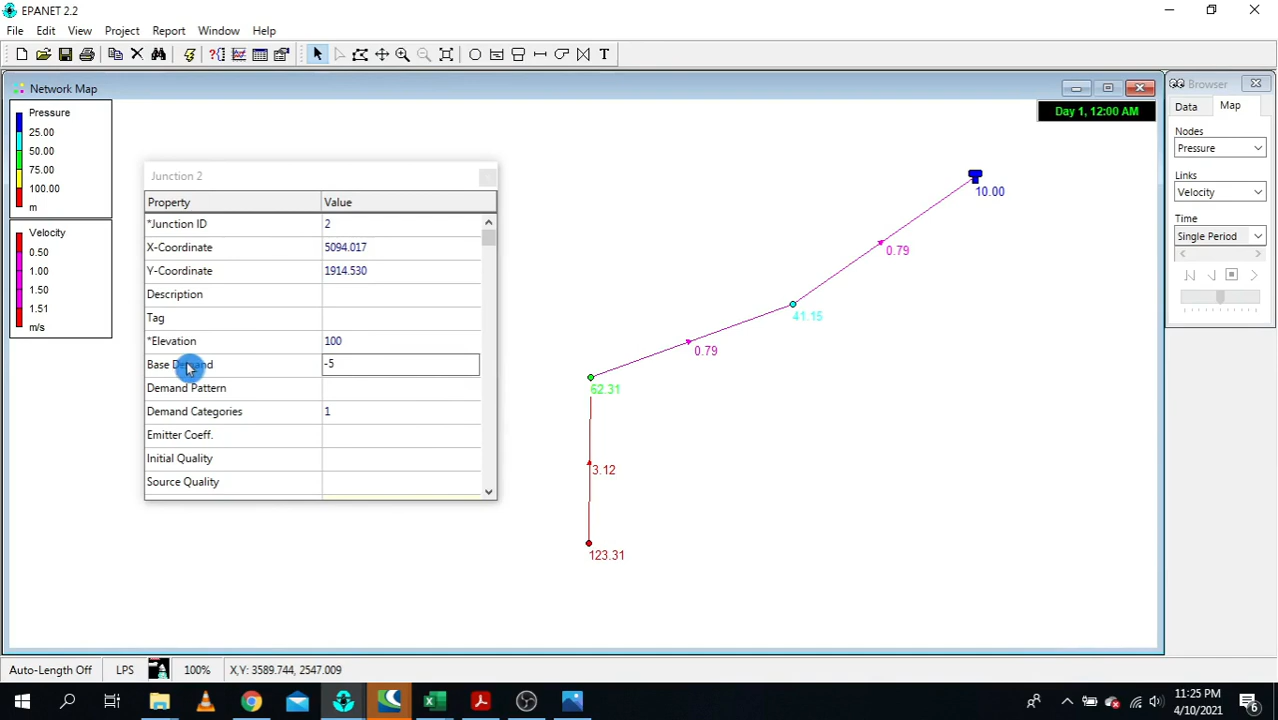 EPANET 2.2
File Edit View Project Report Window Help
T
Network Map
Day 1, 12:00 AM
Pressure
25.00
50.00
75.00
100.00
m
Velocity
0.50
1.00
1.50
1.51
m/s
Junction 2
Property Value
*Junction ID 2
X-Coordinate 5094.017
Y-Coordinate 1914.530
Description
Tag
*Elevation 100
Base Demand -5
Demand Pattern
Demand Categories 1
Emitter Coeff.
Initial Quality
Source Quality
10.00
0.79
41.15
0.79
62.31
3.12
123.31
Browser
Data Map
Nodes
Pressure
Links
Velocity
Time
Single Period
Auto-Length Off LPS 100% X,Y: 3589.744, 2547.009
11:25 PM
4/10/2021
6